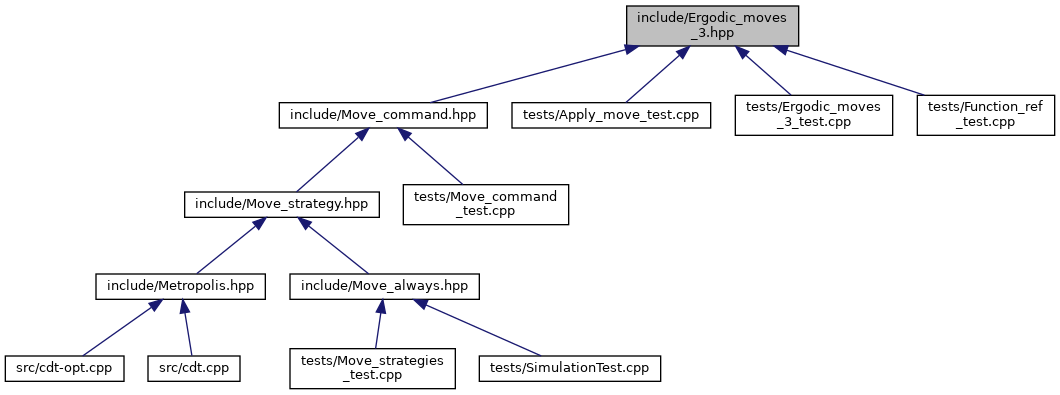 include/Ergodic_moves
_3.hpp
include/Move_command.hpp
tests/Apply_move_test.cpp
tests/Ergodic_moves
_3_test.cpp
tests/Function_ref
_test.cpp
include/Move_strategy.hpp
tests/Move_command
_test.cpp
include/Metropolis.hpp
include/Move_always.hpp
src/cdt-opt.cpp
src/cdt.cpp
tests/Move_strategies
_test.cpp
tests/SimulationTest.cpp